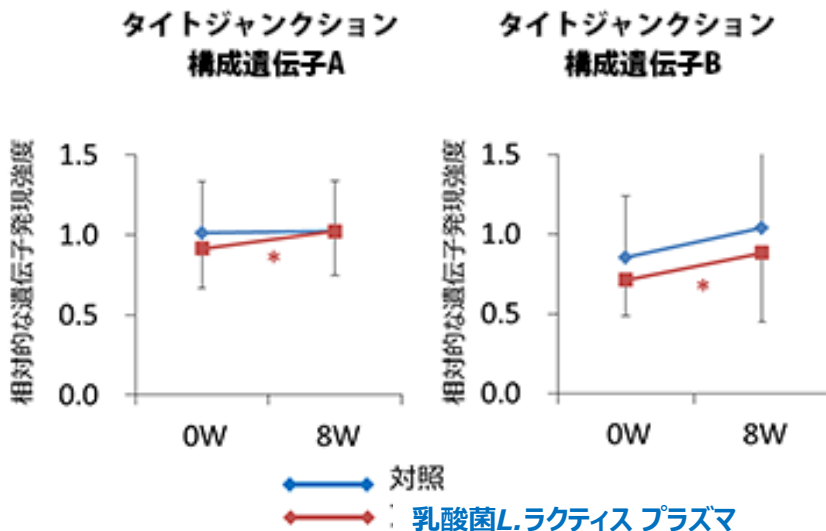 タイトジャンクション
構成遺伝子A
相対的な遺伝子発現強度
1.5
1.0
0.5
0.0
*
0W
8W
タイトジャンクション
構成遺伝子B
相対的な遺伝子発現強度
1.5
1.0
0.5
0.0
*
0W
8W
対照
乳酸菌L.ラクティス プラズマ